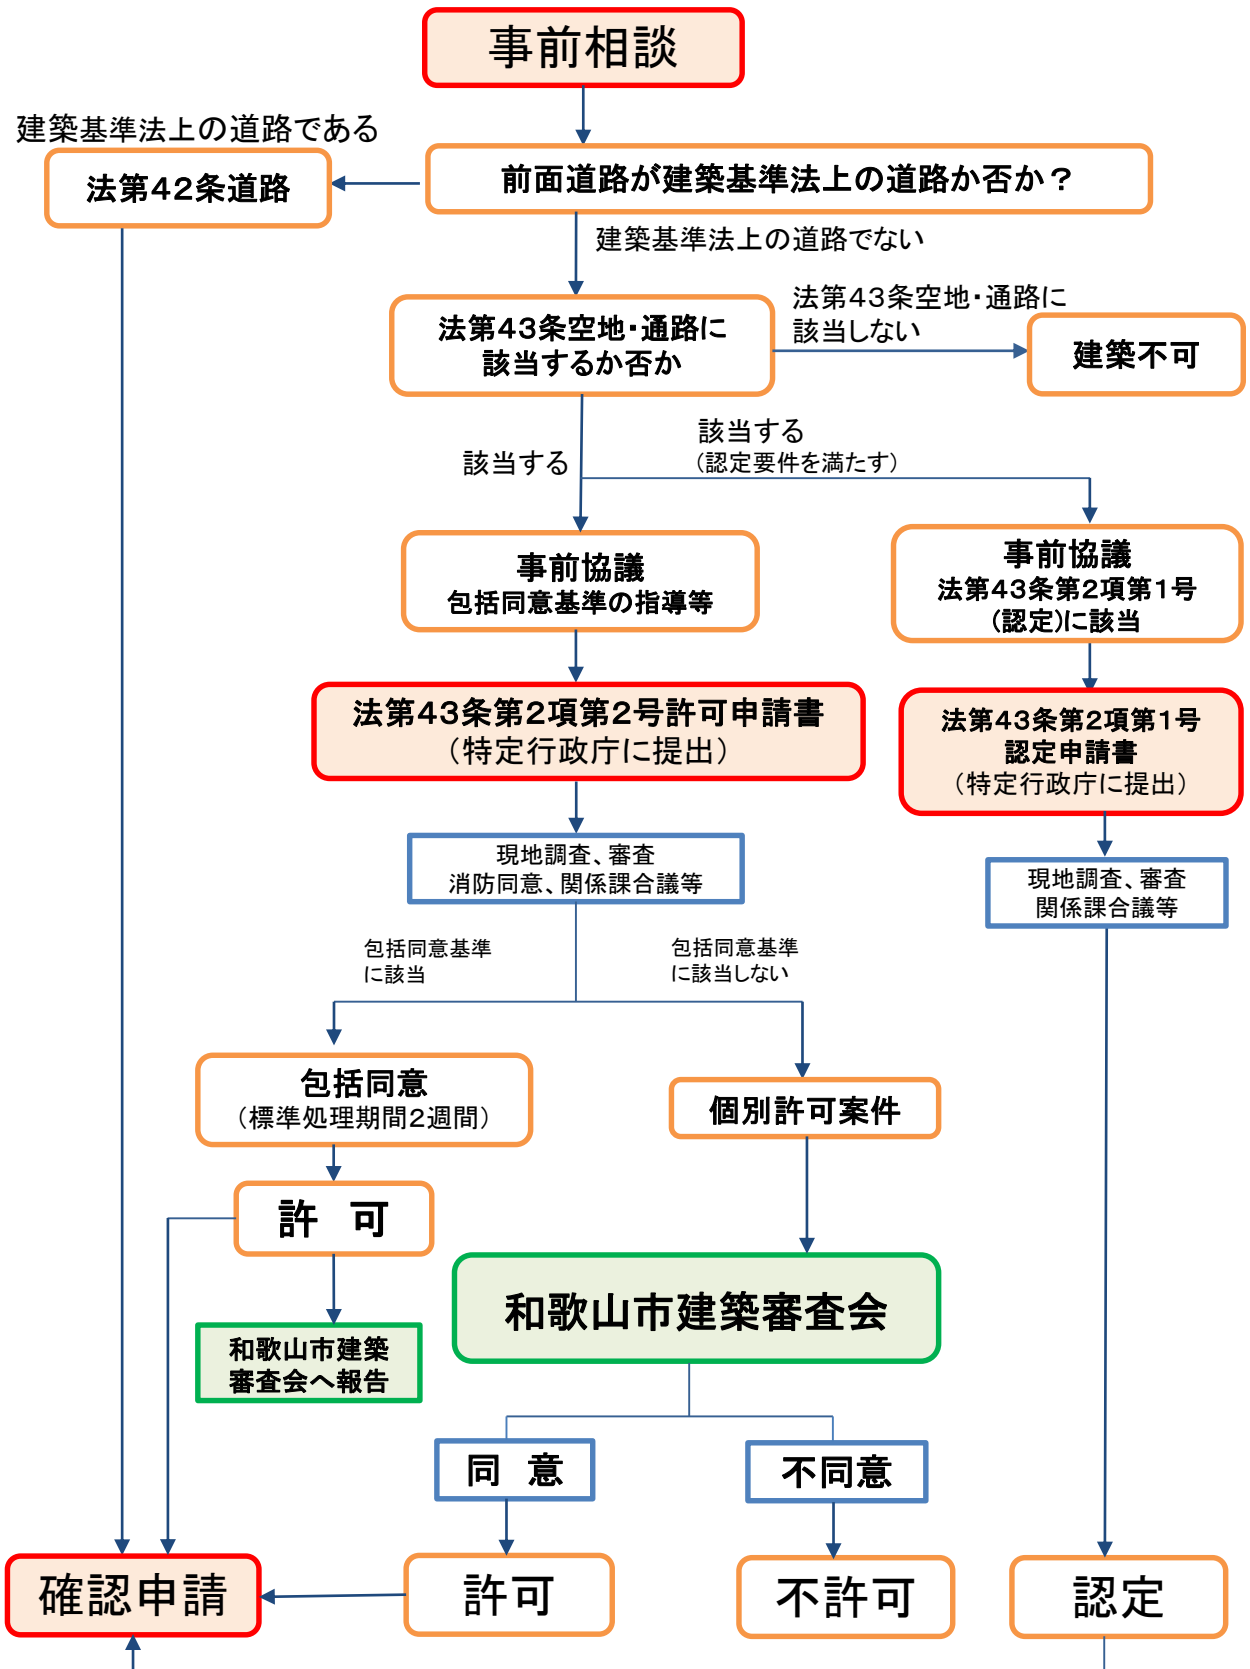 事前相談
建築基準法上の道路である
法第42条道路
前面道路が建築基準法上の道路か否か？
建築基準法上の道路でない
法第43条空地・通路に
該当するか否か
法第43条空地・通路に
該当しない
建築不可
該当する
該当する
（認定要件を満たす）
事前協議
包括同意基準の指導等
事前協議
法第43条第2項第1号
(認定)に該当
法第43条第2項第2号許可申請書
（特定行政庁に提出）
法第43条第2項第1号
認定申請書
（特定行政庁に提出）
現地調査、審査
消防同意、関係課合議等
現地調査、審査
関係課合議等
包括同意基準
に該当
包括同意基準
に該当しない
包括同意
（標準処理期間2週間）
個別許可案件
許　可
和歌山市建築審査会
和歌山市建築
審査会へ報告
同　意
不同意
確認申請
許可
不許可
認定